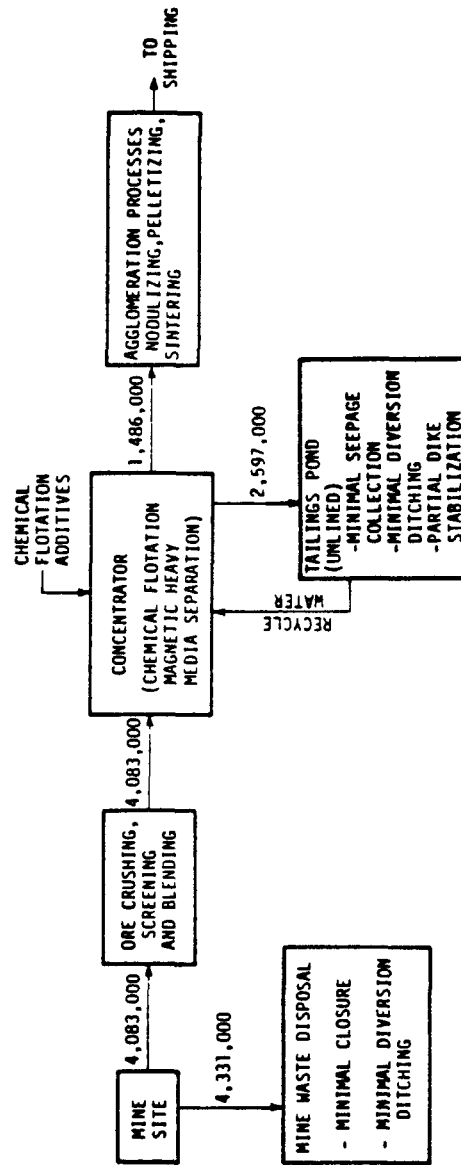 MINE
SITE
4,083,000
4,331,000
MINE WASTE DISPOSAL
- MINIMAL CLOSURE
- MINIMAL DIVERSION
DITCHING
ORE CRUSHING,
SCREENING
AND BLENDING
4,083,000
CHEMICAL
FLOTATION
ADDITIVES
CONCENTRATOR
(CHEMICAL FLOTATION
MAGNETIC HEAVY
MEDIA SEPARATION)
1,486,000
2,597,000
RECYCLE
WATER
TAILINGS POND
(UNLINED)
-MINIMAL SEEPAGE
COLLECTION
-MINIMAL DIVERSION
DITCHING
-PARTIAL DIKE
STABILIZATION
AGGLOMERATION PROCESSES
NODULIZING,PELLETIZING,
SINTERING
TO
SHIPPING